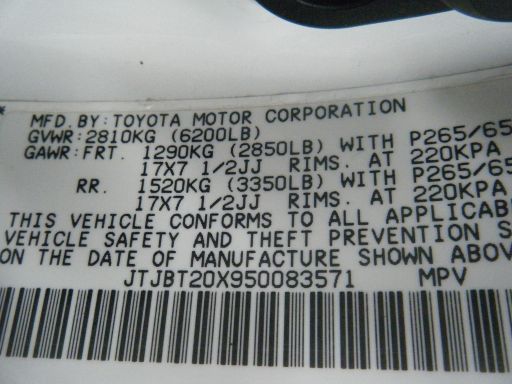 MFD. BY: TOYOTA MOTOR CORPORATION
GVWR: 2810KG (6200LB)
GAWR: FRT. 1290KG (2850LB) WITH P265/65
17X7 1/2JJ RIMS. AT 220KPA
RR. 1520KG (3350LB) WITH P265/65
17X7 1/2JJ RIMS. AT 220KPA
THIS VEHICLE CONFORMS TO ALL APPLICAB
VEHICLE SAFETY AND THEFT PREVENTION S
ON THE DATE OF MANUFACTURE SHOWN ABOV
JTJBT20X950083571 MPV